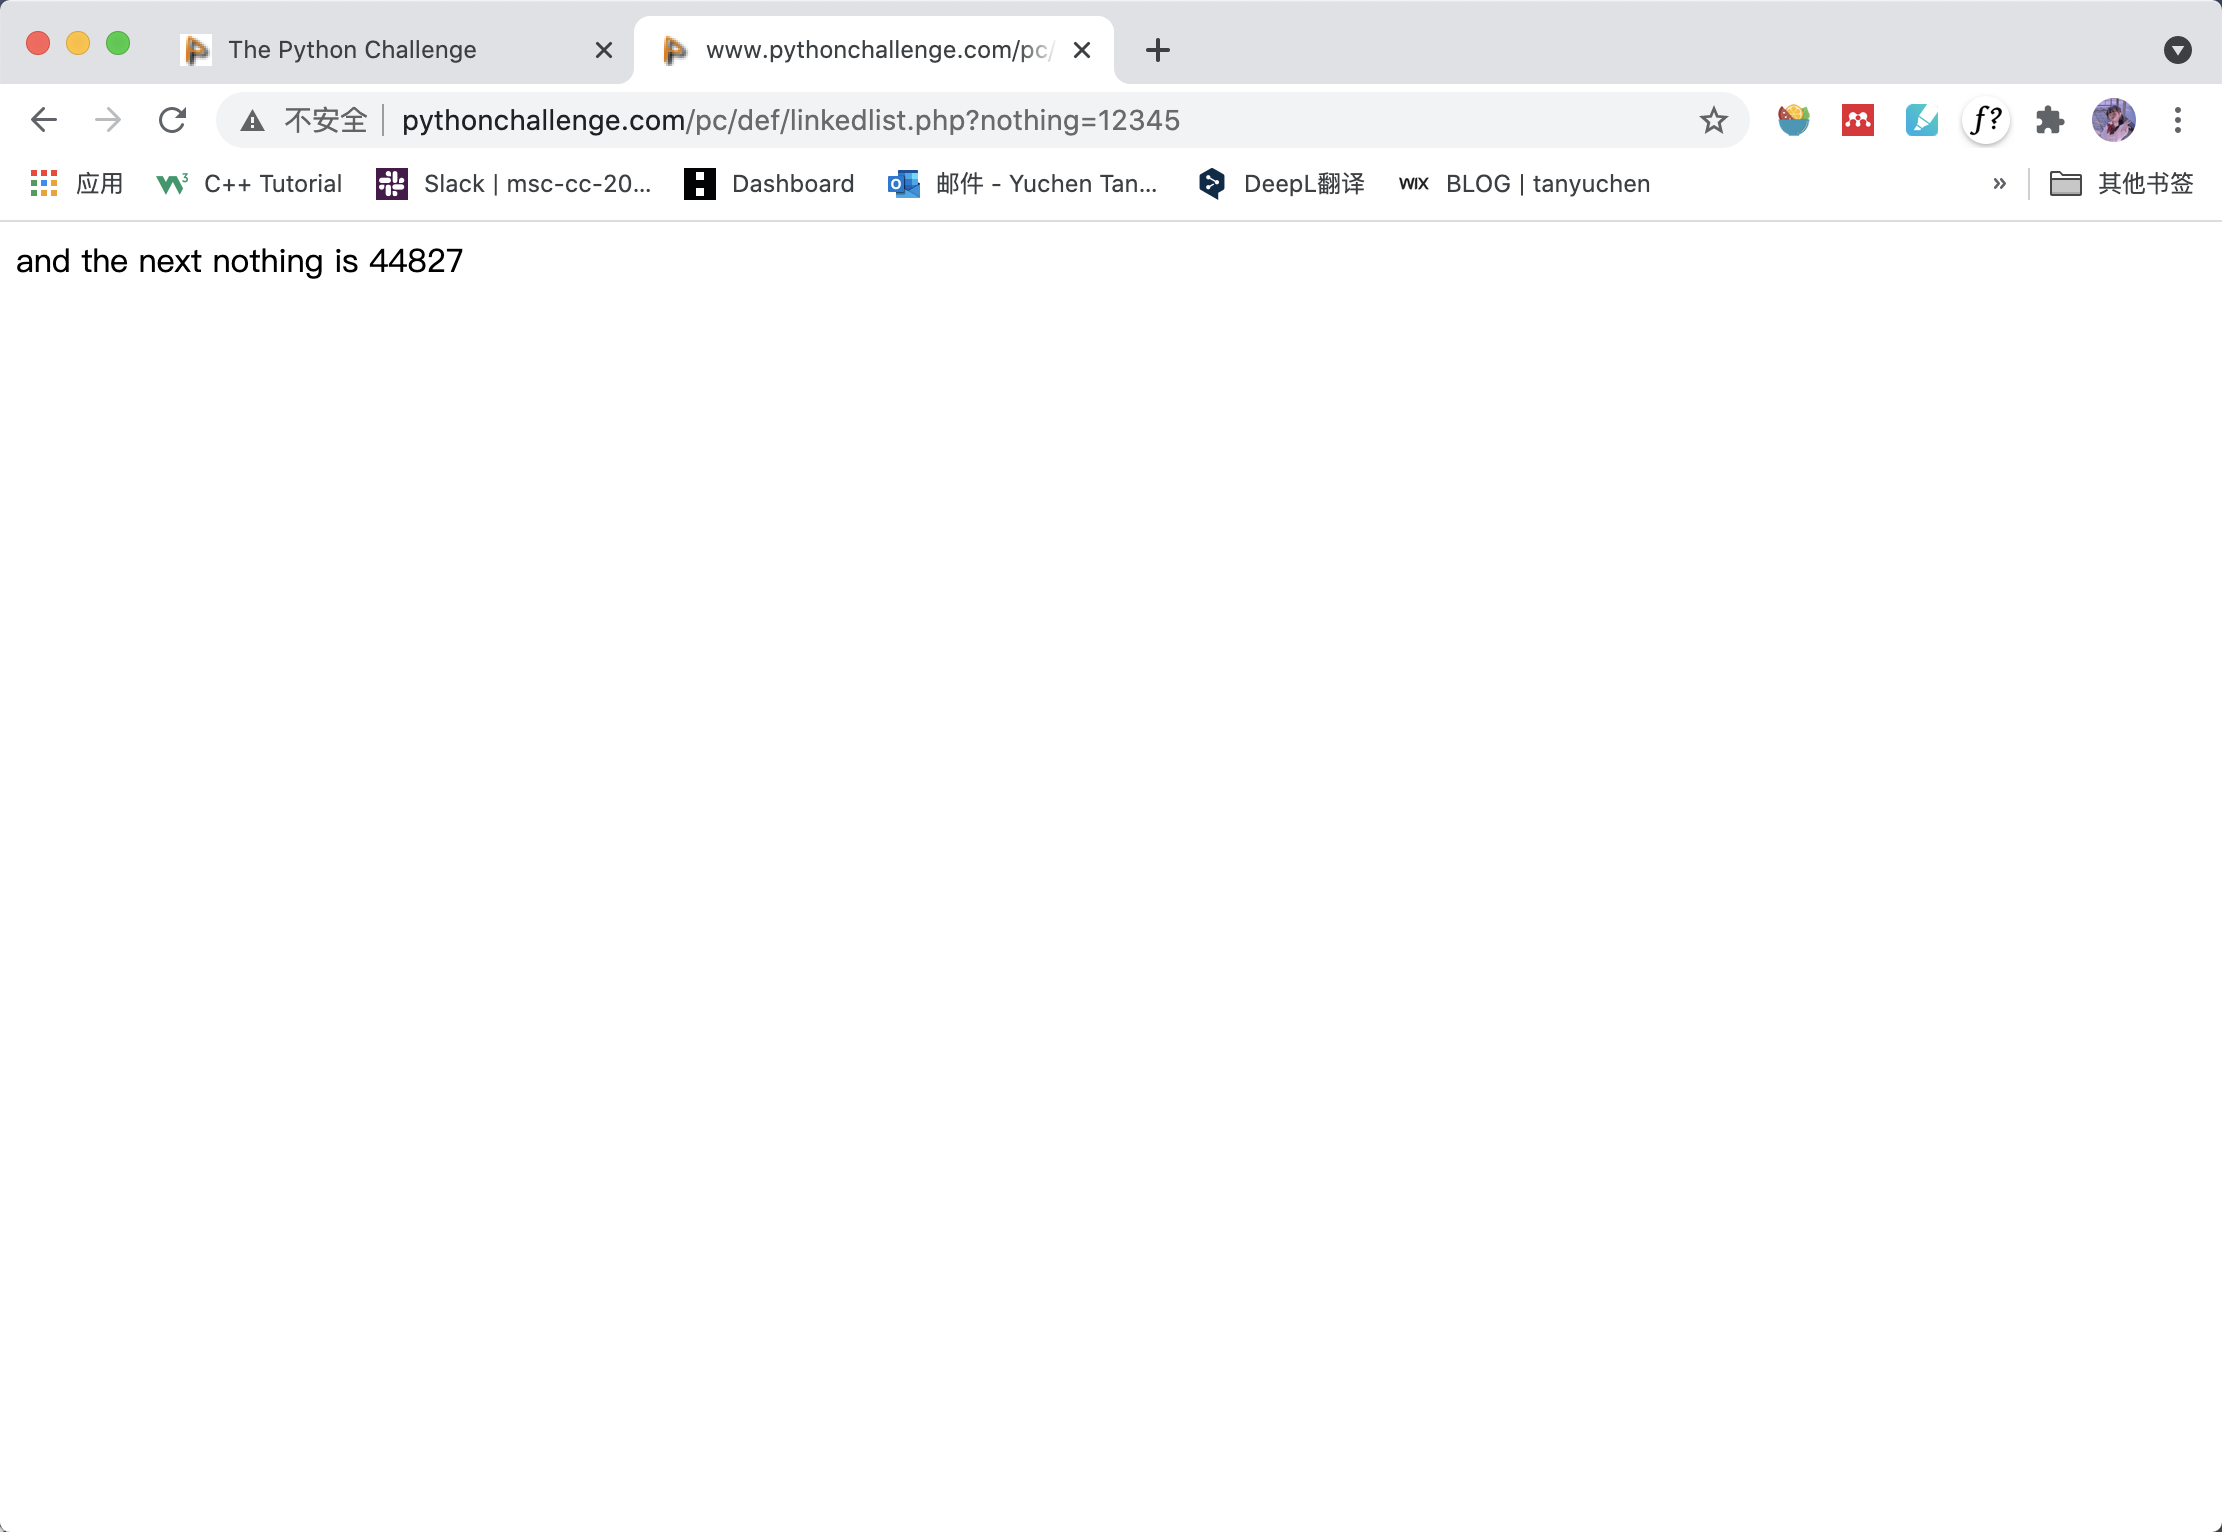 The Python Challenge
www.pythonchallenge.com/pc/
不安全 | pythonchallenge.com/pc/def/linkedlist.php?nothing=12345
f?
应用 C++ Tutorial Slack | msc-cc-20... Dashboard 邮件 - Yuchen Tan... DeepL翻译 WIX BLOG | tanyuchen » 其他书签
and the next nothing is 44827